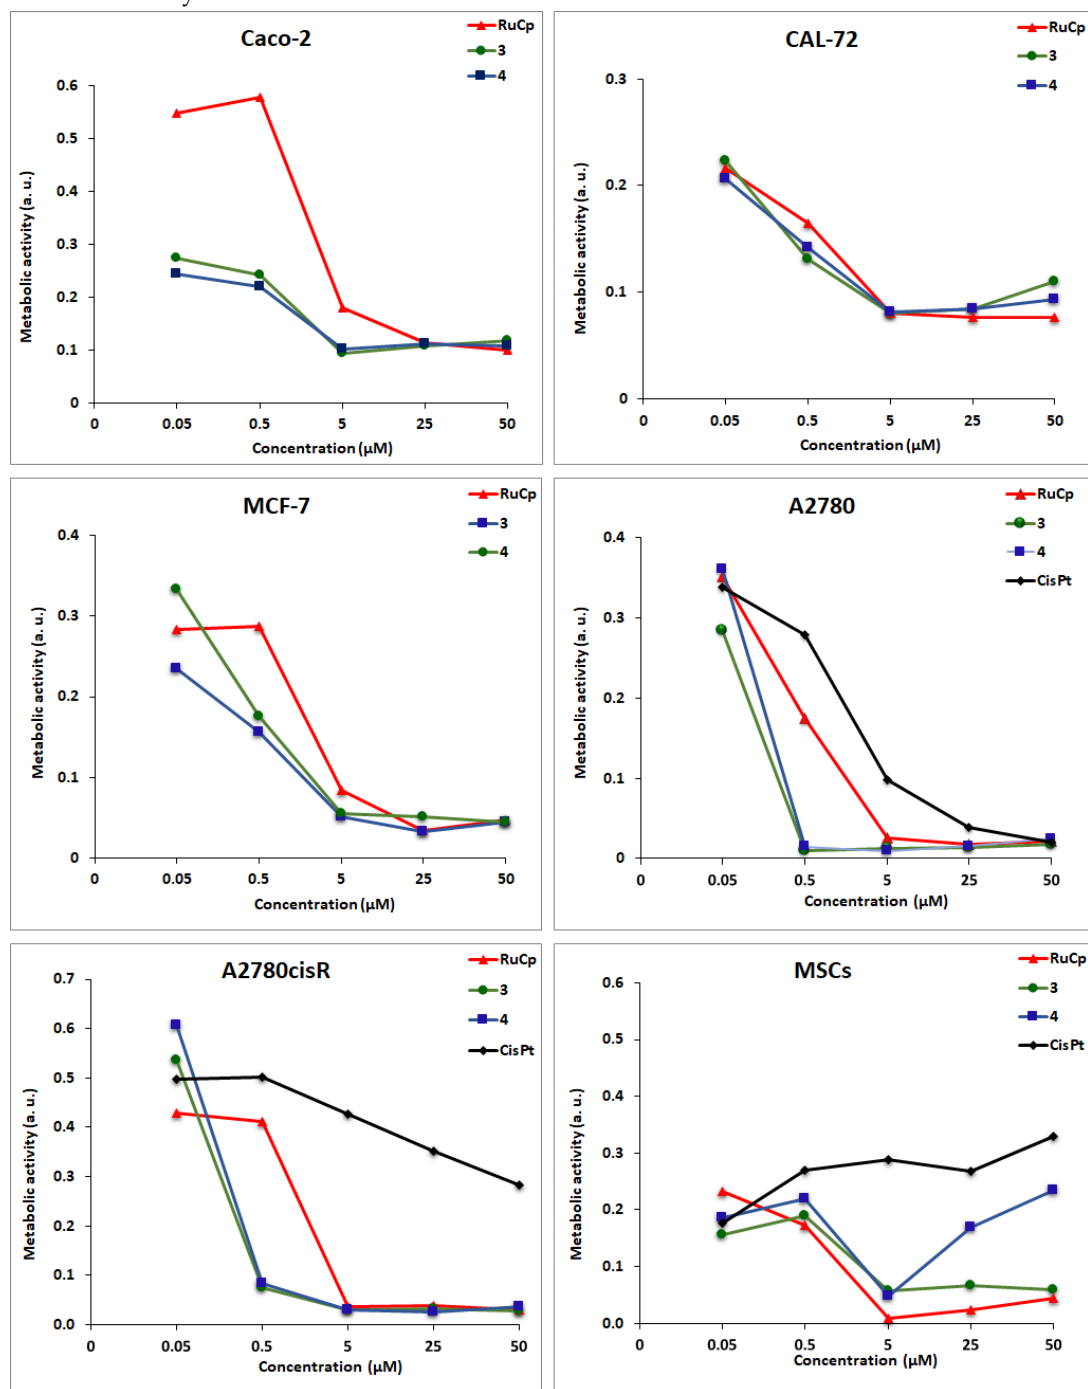 Caco-2
RuCp
3
4
Metabolic activity (a. u.)
0.6
0.5
0.4
0.3
0.2
0.1
0
0 0.05 0.5 5 25 50
Concentration (µM)
CAL-72
RuCp
3
4
Metabolic activity (a. u.)
0.3
0.2
0.1
0
0 0.05 0.5 5 25 50
Concentration (µM)
MCF-7
RuCp
3
4
Metabolic activity (a. u.)
0.4
0.3
0.2
0.1
0
0 0.05 0.5 5 25 50
Concentration (µM)
A2780
RuCp
3
4
CisPt
Metabolic activity (a. u.)
0.4
0.3
0.2
0.1
0
0 0.05 0.5 5 25 50
Concentration (µM)
A2780cisR
RuCp
3
4
CisPt
Metabolic activity (a. u.)
0.7
0.6
0.5
0.4
0.3
0.2
0.1
0.0
0 0.05 0.5 5 25 50
Concentration (µM)
MSCs
RuCp
3
4
CisPt
Metabolic activity (a. u.)
0.6
0.5
0.4
0.3
0.2
0.1
0.0
0 0.05 0.5 5 25 50
Concentration (µM)